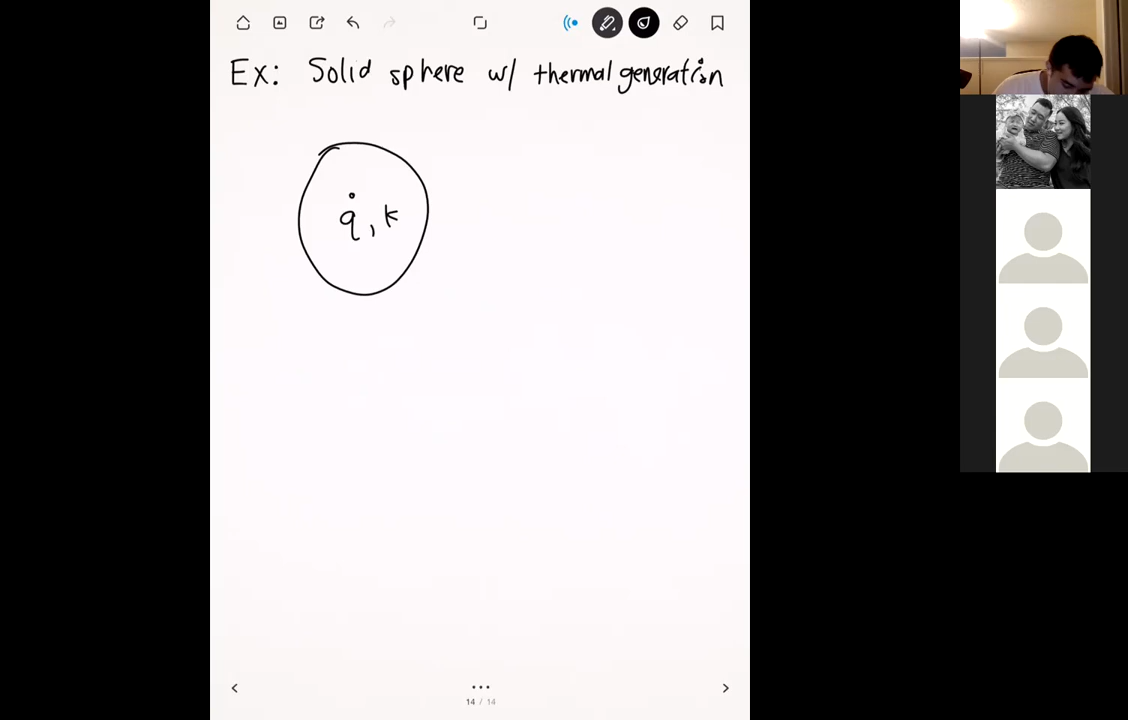 Ex: Solid sphere w/ thermal generation
q̇, k
14 / 14